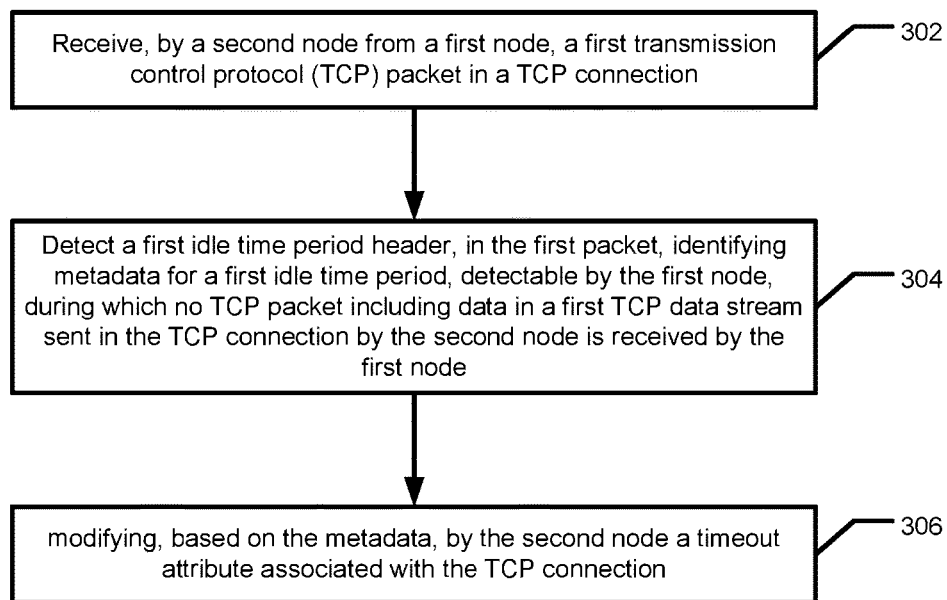 Receive, by a second node from a first node, a first transmission
control protocol (TCP) packet in a TCP connection
302
Detect a first idle time period header, in the first packet, identifying
metadata for a first idle time period, detectable by the first node,
during which no TCP packet including data in a first TCP data stream
sent in the TCP connection by the second node is received by the
first node
304
modifying, based on the metadata, by the second node a timeout
attribute associated with the TCP connection
306